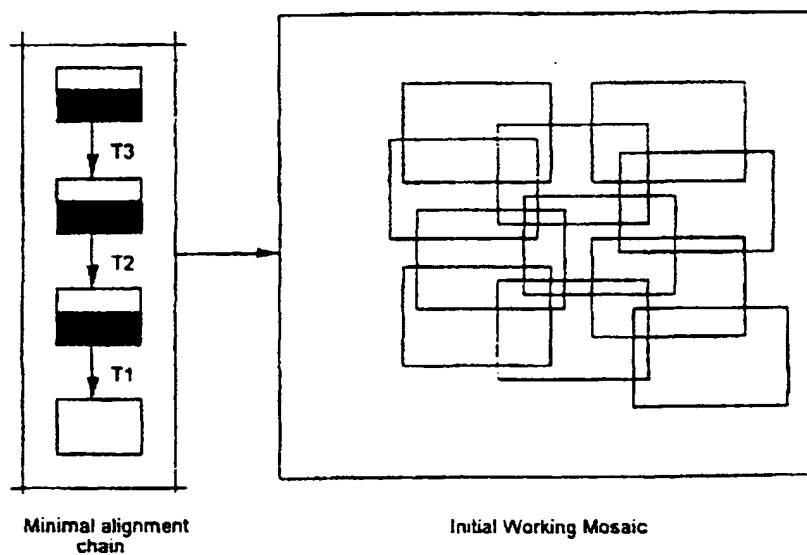 T3
T2
T1
Minimal alignment
chain
Initial Working Mosaic